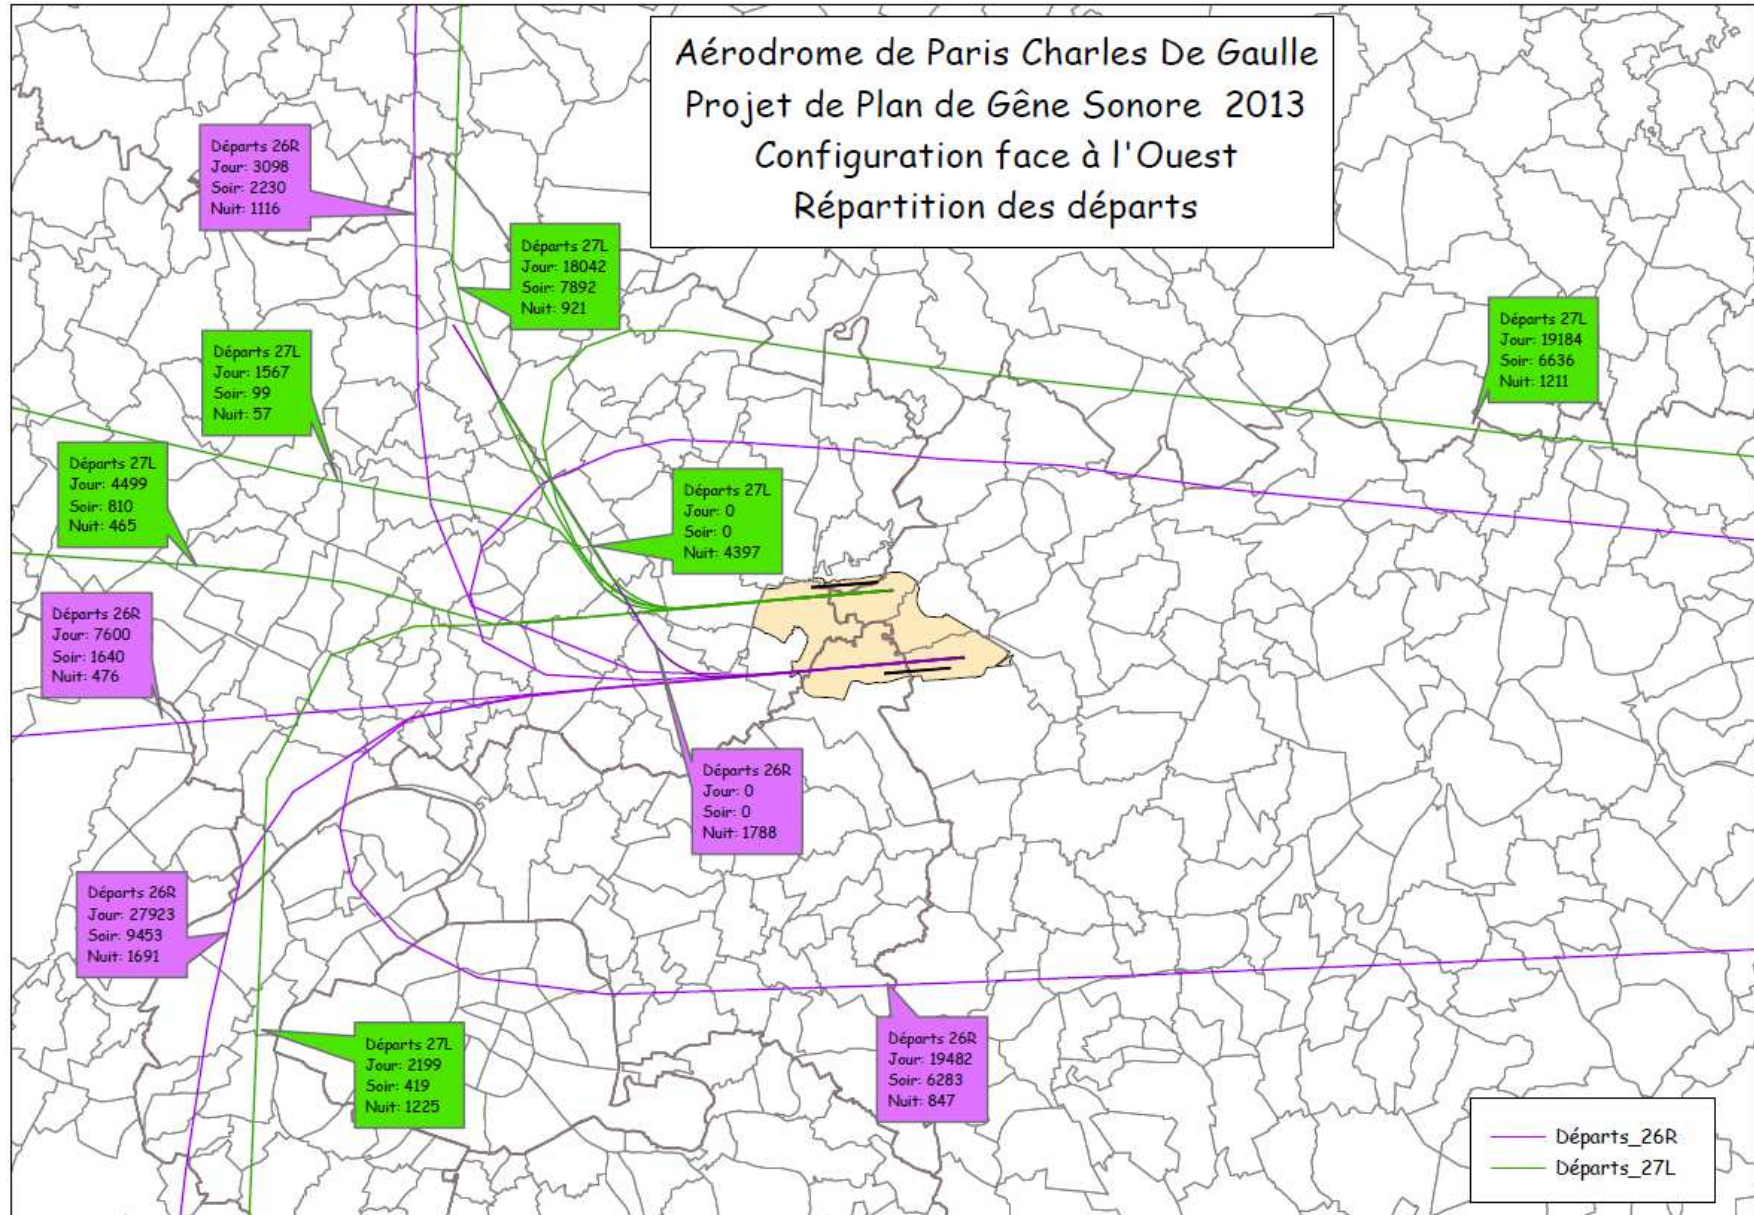 Aérodrome de Paris Charles De Gaulle
Projet de Plan de Gêne Sonore 2013
Configuration face à l'Ouest
Répartition des départs
Départs 26R
Jour: 3098
Soir: 2230
Nuit: 1116
Départs 27L
Jour: 18042
Soir: 7892
Nuit: 921
Départs 27L
Jour: 19184
Soir: 6636
Nuit: 1211
Départs 27L
Jour: 1567
Soir: 99
Nuit: 57
Départs 27L
Jour: 4499
Soir: 810
Nuit: 465
Départs 27L
Jour: 0
Soir: 0
Nuit: 4397
Départs 26R
Jour: 7600
Soir: 1640
Nuit: 476
Départs 26R
Jour: 0
Soir: 0
Nuit: 1788
Départs 26R
Jour: 27923
Soir: 9453
Nuit: 1691
Départs 27L
Jour: 2199
Soir: 419
Nuit: 1225
Départs 26R
Jour: 19482
Soir: 6283
Nuit: 847
Départs_26R
Départs_27L